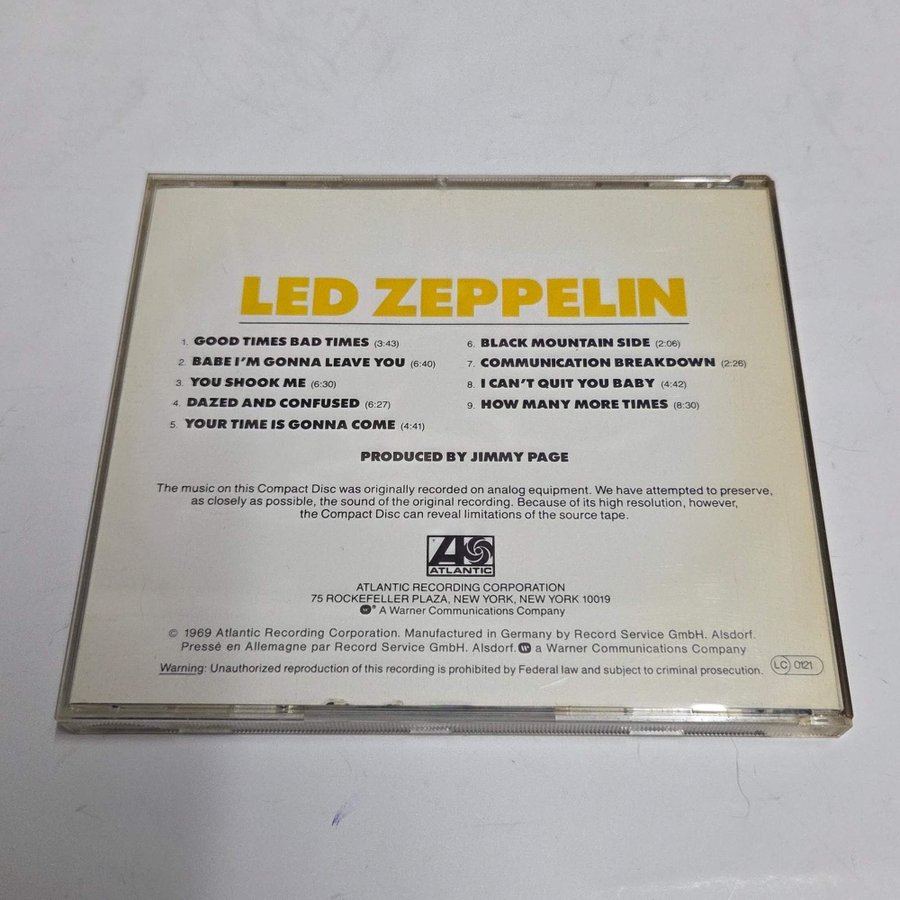 LED ZEPPELIN
1. GOOD TIMES BAD TIMES (3:43)
2. BABE I'M GONNA LEAVE YOU (6:40)
3. YOU SHOOK ME (6:30)
4. DAZED AND CONFUSED (6:27)
5. YOUR TIME IS GONNA COME (4:41)
6. BLACK MOUNTAIN SIDE (2:06)
7. COMMUNICATION BREAKDOWN (2:26)
8. I CAN'T QUIT YOU BABY (4:42)
9. HOW MANY MORE TIMES (8:30)
PRODUCED BY JIMMY PAGE
The music on this Compact Disc was originally recorded on analog equipment. We have attempted to preserve,
as closely as possible, the sound of the original recording. Because of its high resolution, however,
the Compact Disc can reveal limitations of the source tape.
ATLANTIC
ATLANTIC RECORDING CORPORATION
75 ROCKEFELLER PLAZA, NEW YORK, NEW YORK 10019
® A Warner Communications Company
© 1969 Atlantic Recording Corporation. Manufactured in Germany by Record Service GmbH. Alsdorf.
Pressé en Allemagne par Record Service GmbH. Alsdorf. a Warner Communications Company
Warning: Unauthorized reproduction of this recording is prohibited by Federal law and subject to criminal prosecution. LC 0121